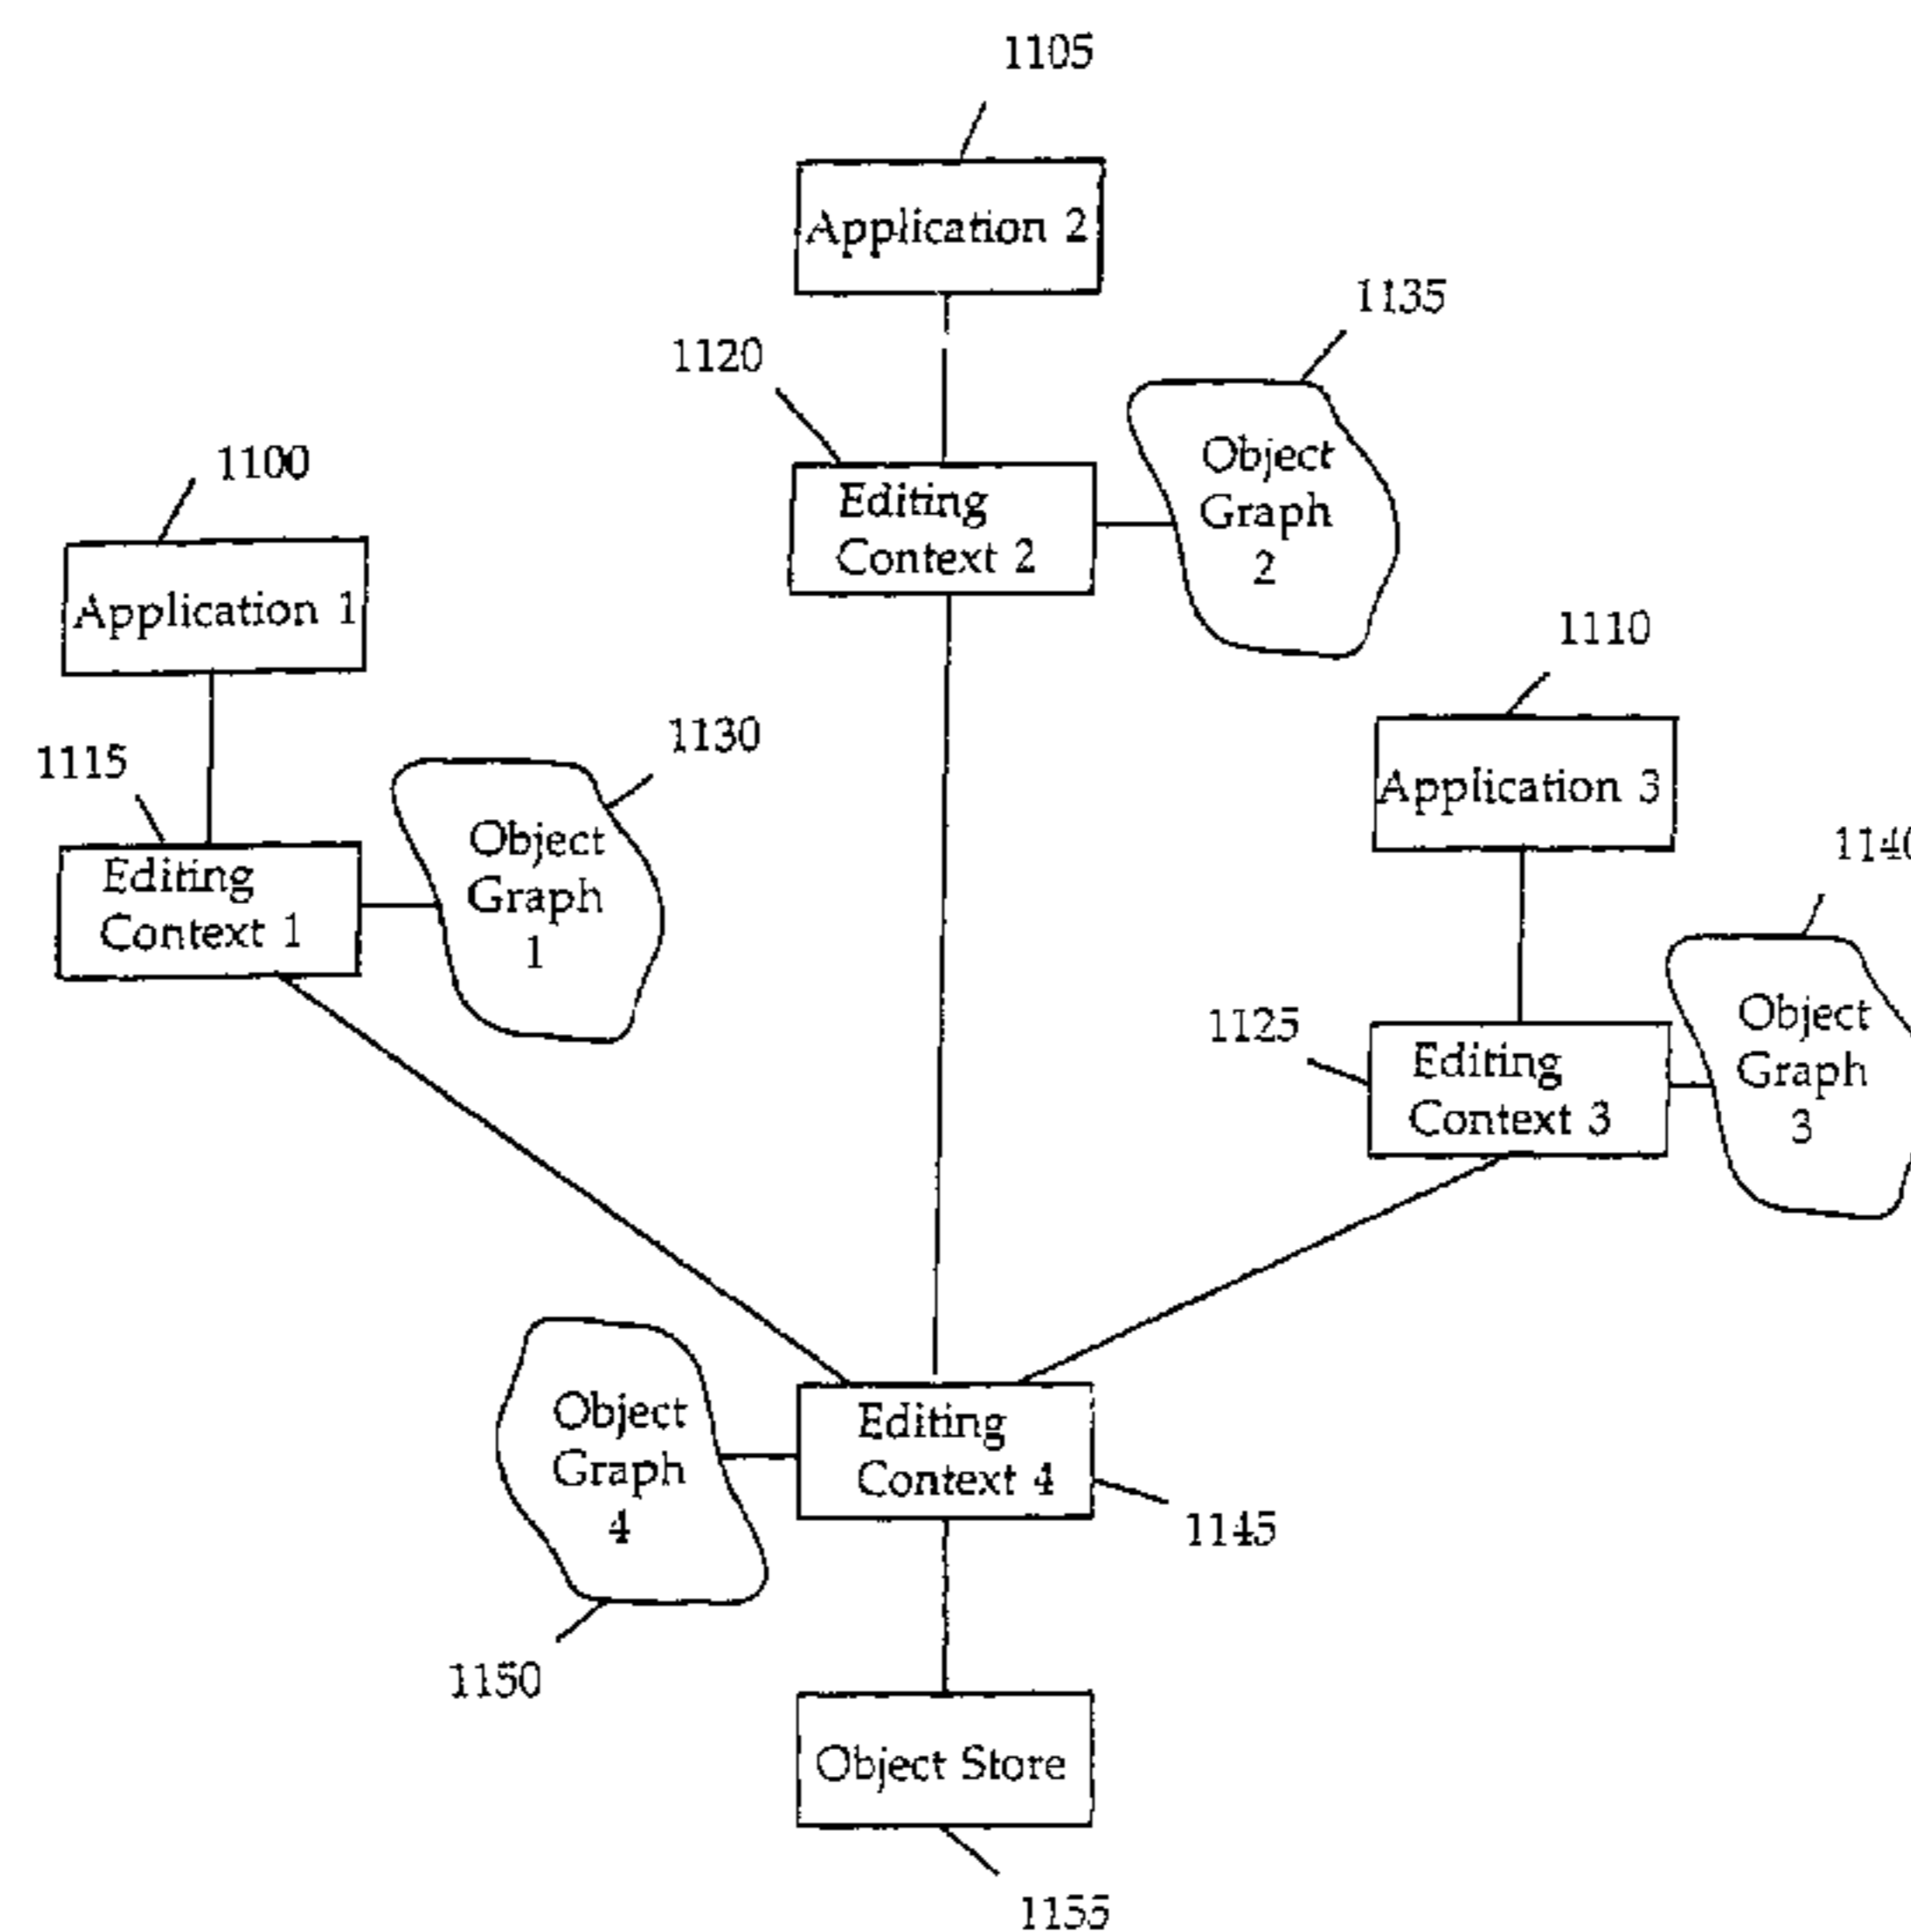 1105
Application 2
1135
1120
Object
Graph
2
Editing
Context 2
1100
Application 1
1110
Application 3
1130
1115
Object
Graph
1
Editing
Context 1
1140
Object
Graph
3
1125
Editing
Context 3
Object
Graph
4
Editing
Context 4
1145
1150
Object Store
1155